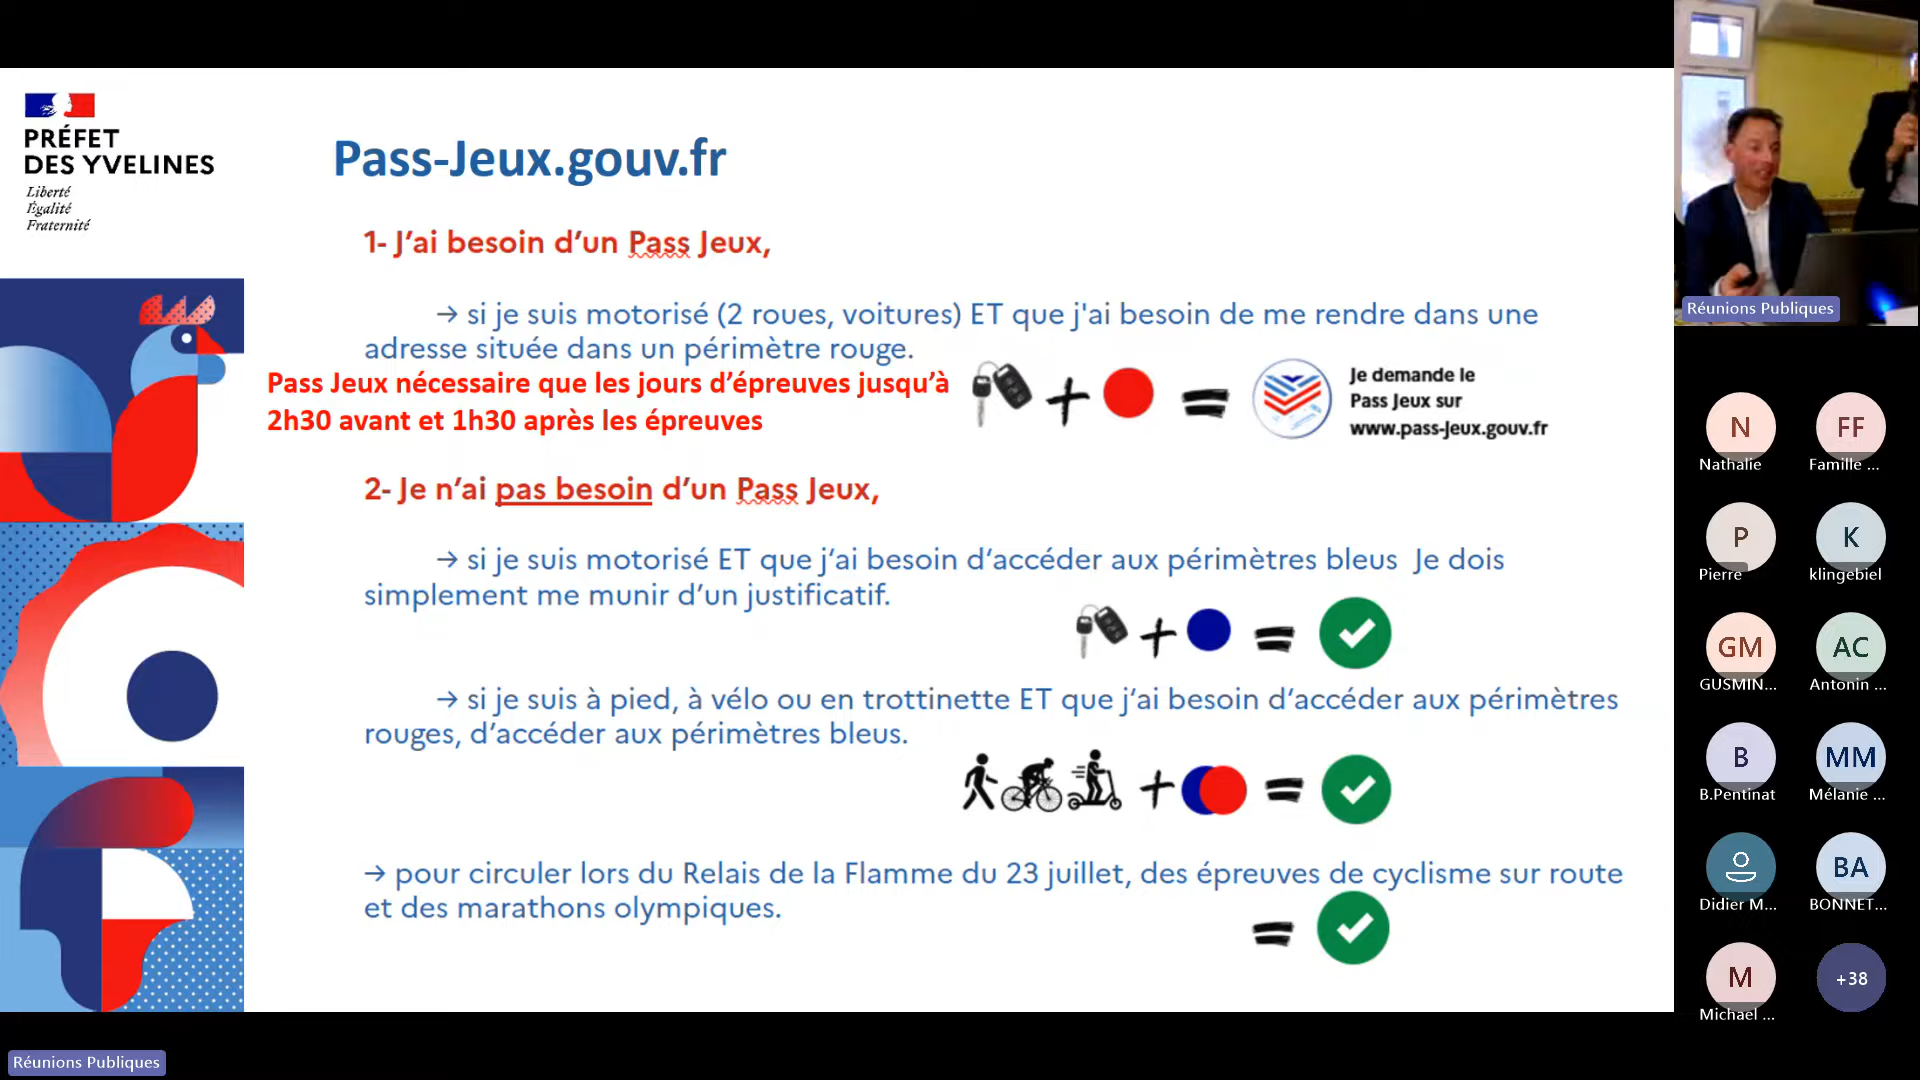 PRÉFET
DES YVELINES
Liberté
Égalité
Fraternité
Pass-Jeux.gouv.fr
1- J’ai besoin d’un Pass Jeux,
→ si je suis motorisé (2 roues, voitures) ET que j'ai besoin de me rendre dans une
adresse située dans un périmètre rouge.
Pass Jeux nécessaire que les jours d’épreuves jusqu’à
2h30 avant et 1h30 après les épreuves
Je demande le
Pass Jeux sur
www.pass-jeux.gouv.fr
2- Je n’ai pas besoin d’un Pass Jeux,
→ si je suis motorisé ET que j’ai besoin d’accéder aux périmètres bleus Je dois
simplement me munir d’un justificatif.
→ si je suis à pied, à vélo ou en trottinette ET que j’ai besoin d’accéder aux périmètres
rouges, d’accéder aux périmètres bleus.
→ pour circuler lors du Relais de la Flamme du 23 juillet, des épreuves de cyclisme sur route
et des marathons olympiques.
Réunions Publiques
Réunions Publiques
N
Nathalie
FF
Famille ...
P
Pierre
K
klingebiel
GM
GUSMIN...
AC
Antonin ...
B
B.Pentinat
MM
Mélanie ...
Didier M...
BA
BONNET...
M
Michael ...
+38